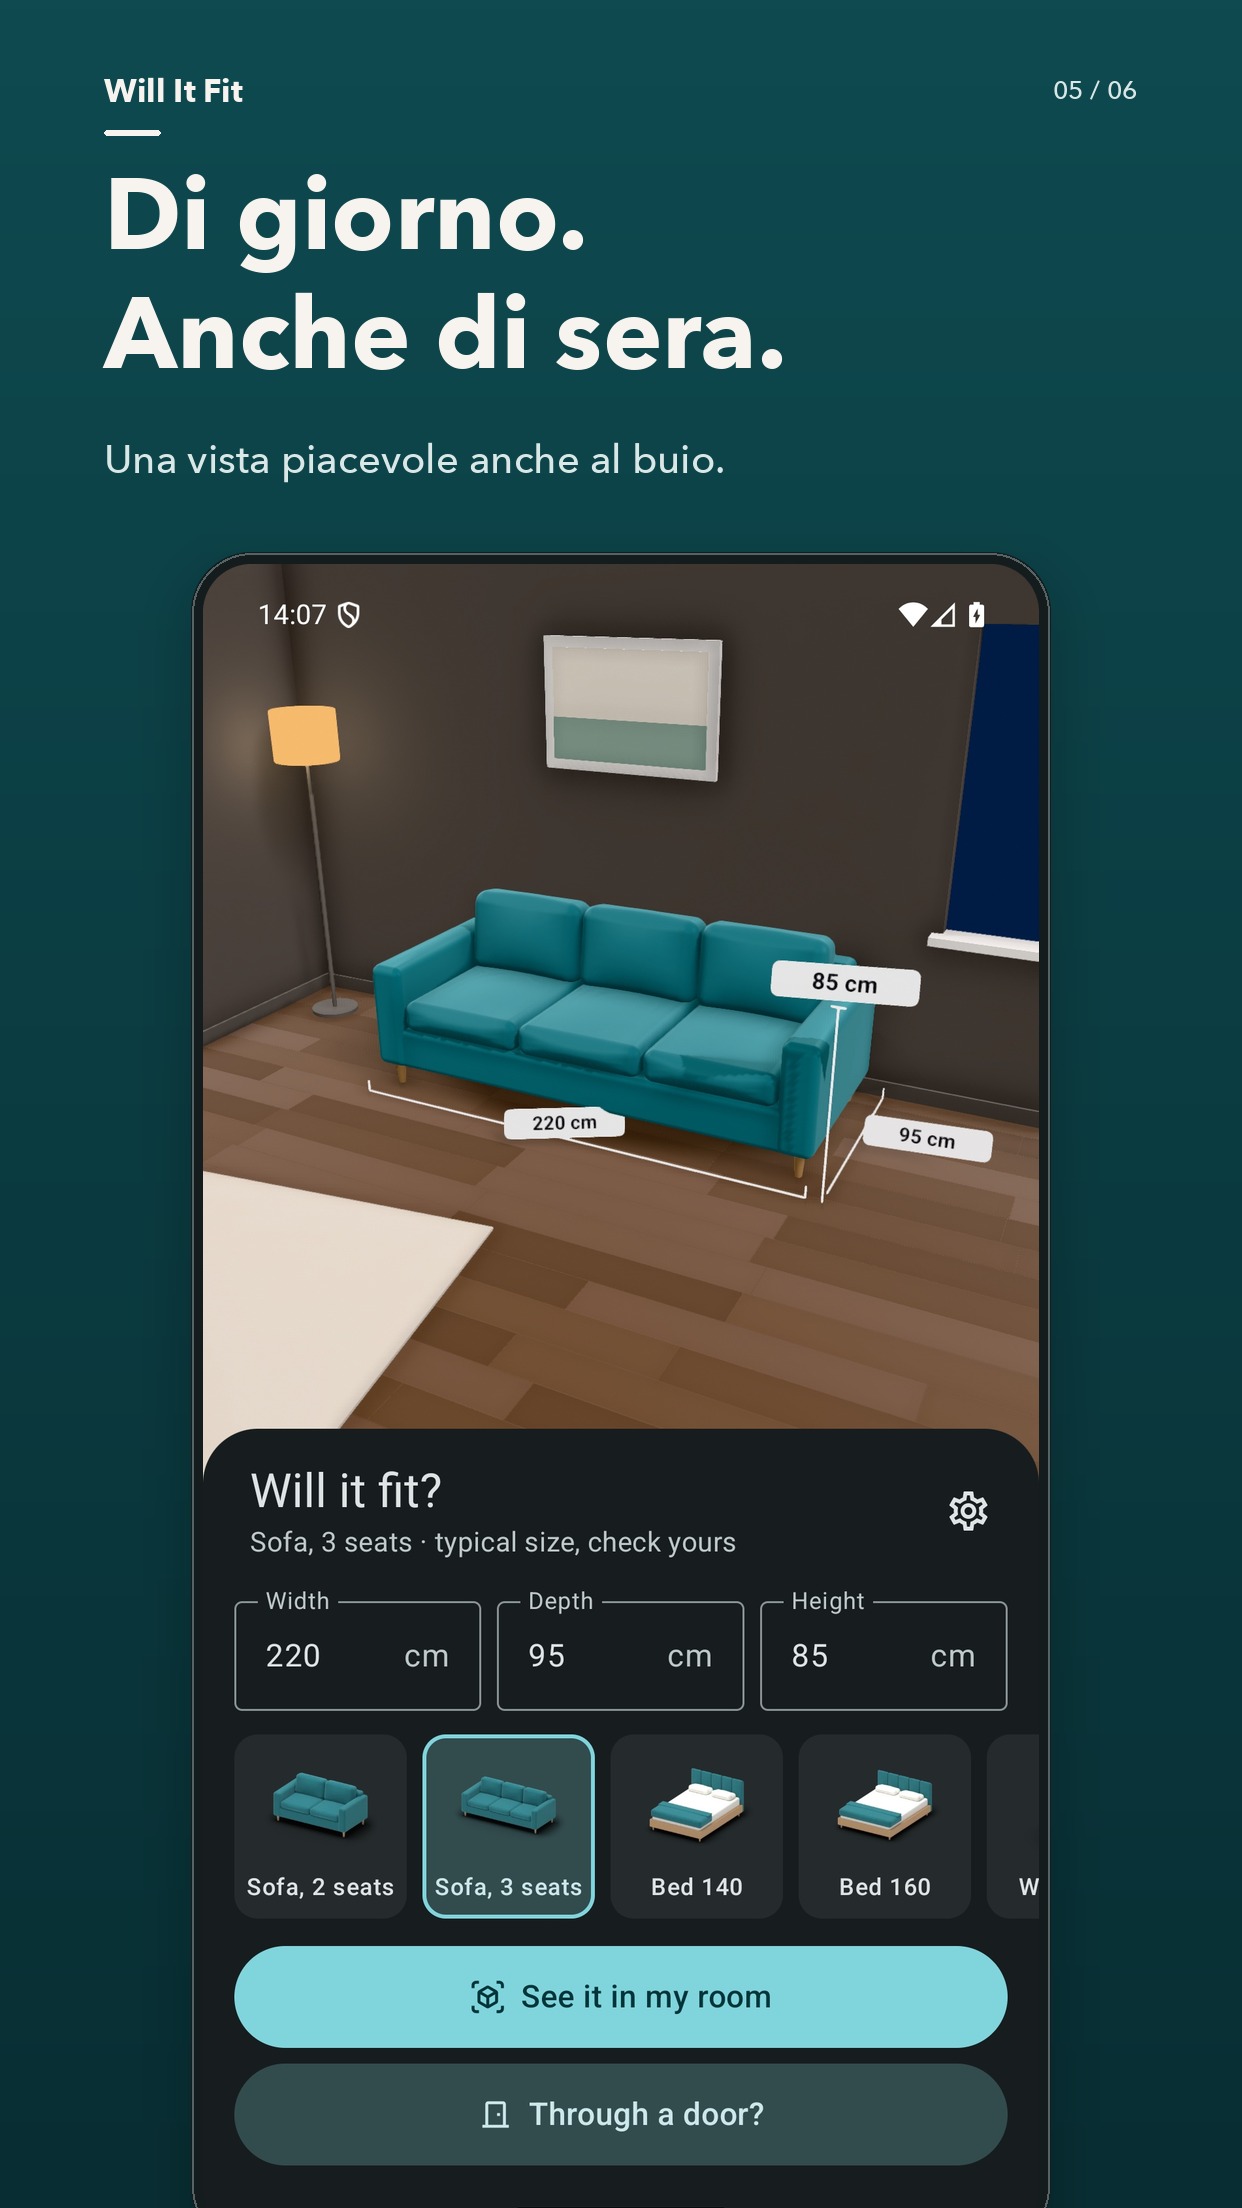 Will It Fit
05 / 06
Di giorno.
Anche di sera.
Una vista piacevole anche al buio.
14:07
85 cm
220 cm
95 cm
Will it fit?
Sofa, 3 seats · typical size, check yours
Width
Depth
Height
220 cm
95 cm
85 cm
Sofa, 2 seats
Sofa, 3 seats
Bed 140
Bed 160
W
See it in my room
Through a door?